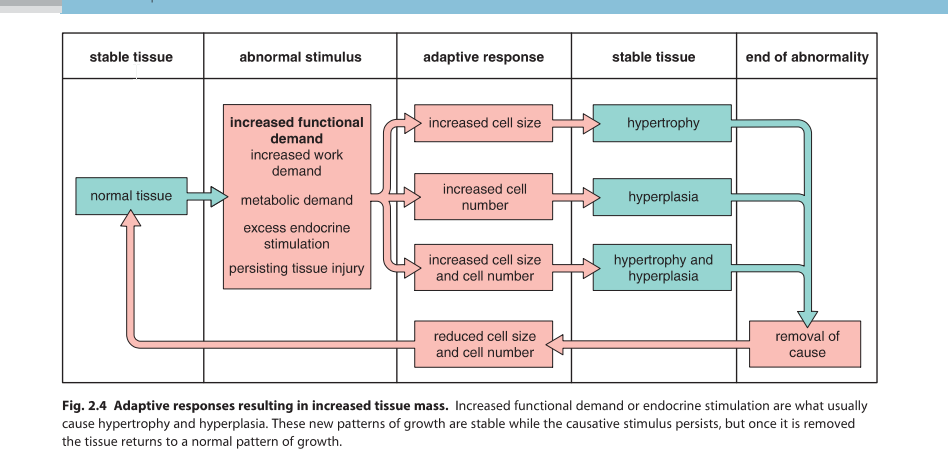 stable tissue
abnormal stimulus
adaptive response
stable tissue
end of abnormality
normal tissue
increased functional
demand
increased work
demand
metabolic demand
excess endocrine
stimulation
persisting tissue injury
increased cell size
increased cell
number
increased cell size
and cell number
reduced cell size
and cell number
hypertrophy
hyperplasia
hypertrophy and
hyperplasia
removal of
cause
Fig. 2.4 Adaptive responses resulting in increased tissue mass. Increased functional demand or endocrine stimulation are what usually
cause hypertrophy and hyperplasia. These new patterns of growth are stable while the causative stimulus persists, but once it is removed
the tissue returns to a normal pattern of growth.